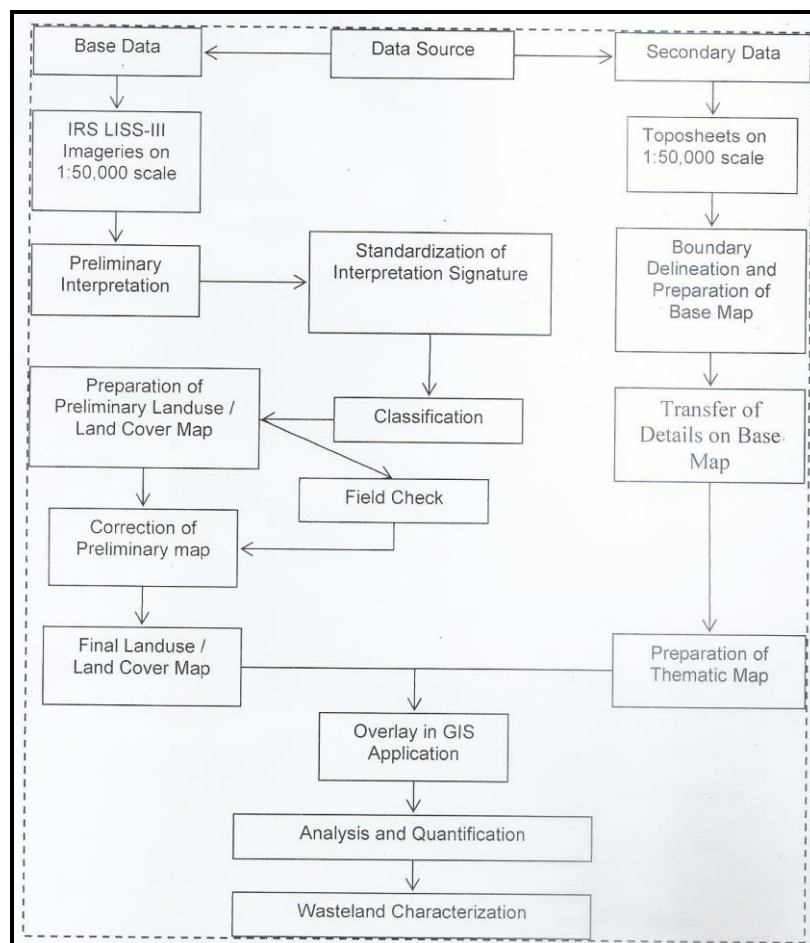 Base Data
Data Source
Secondary Data
IRS LISS-III
Imageries on
1:50,000 scale
Toposheets on
1:50,000 scale
Preliminary
Interpretation
Standardization of
Interpretation Signature
Boundary
Delineation and
Preparation of
Base Map
Preparation of
Preliminary Landuse /
Land Cover Map
Classification
Transfer of
Details on Base
Map
Field Check
Correction of
Preliminary map
Final Landuse /
Land Cover Map
Preparation of
Thematic Map
Overlay in GIS
Application
Analysis and Quantification
Wasteland Characterization